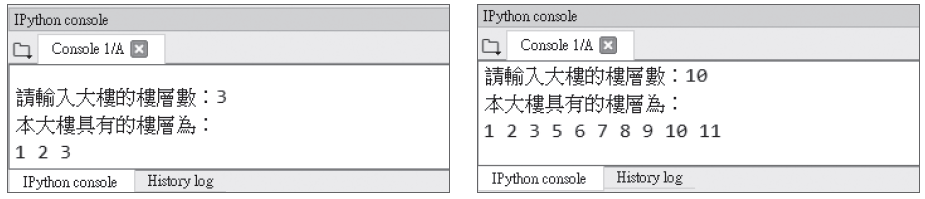 IPython console
Console 1/A
請輸入大樓的樓層數：3
本大樓具有的樓層為：
1 2 3
IPython console History log
IPython console
Console 1/A
請輸入大樓的樓層數：10
本大樓具有的樓層為：
1 2 3 5 6 7 8 9 10 11
IPython console History log